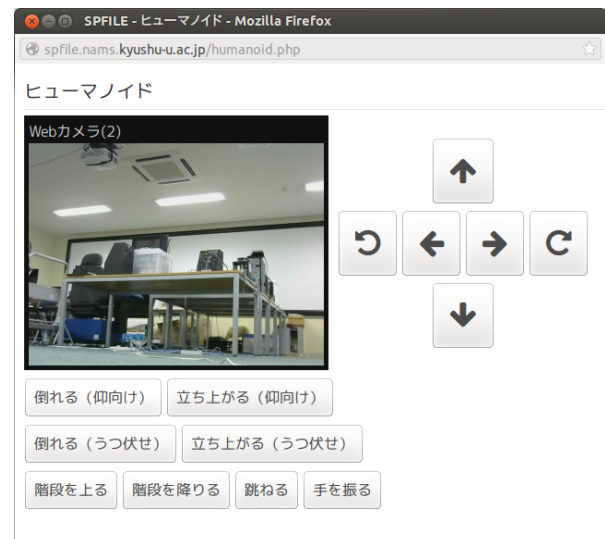 SPFILE - ヒューマノイド - Mozilla Firefox
spfile.nams.kyushu-u.ac.jp/humanoid.php
ヒューマノイド
Webカメラ(2)
倒れる（仰向け） 立ち上がる（仰向け）
倒れる（うつ伏せ） 立ち上がる（うつ伏せ）
階段を上る 階段を降りる 跳ねる 手を振る